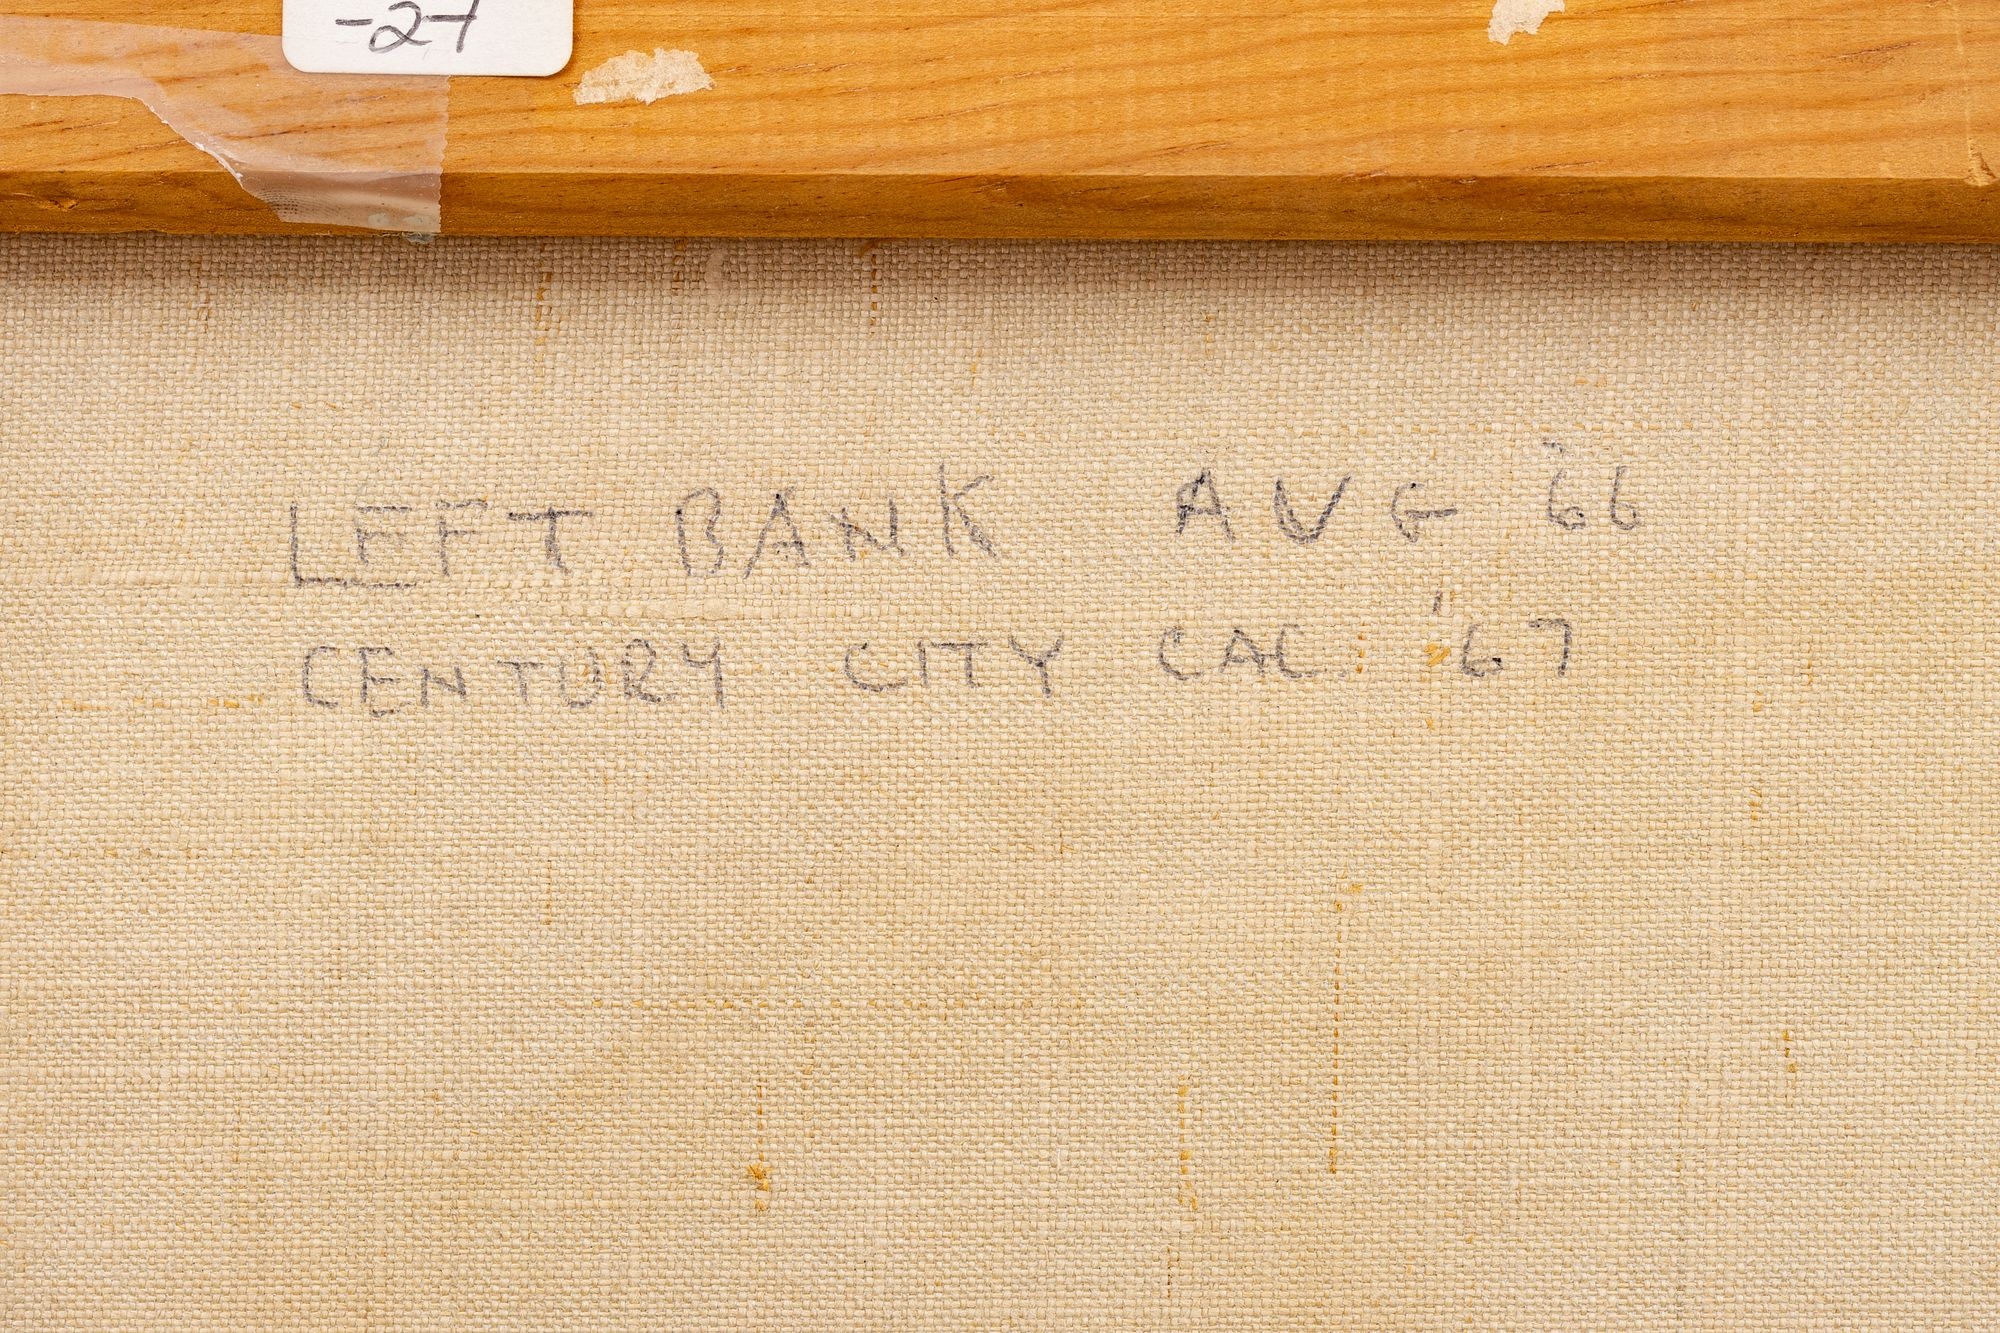 -27
LEFT BANK AUG '66
CENTURY CITY CAL. '67